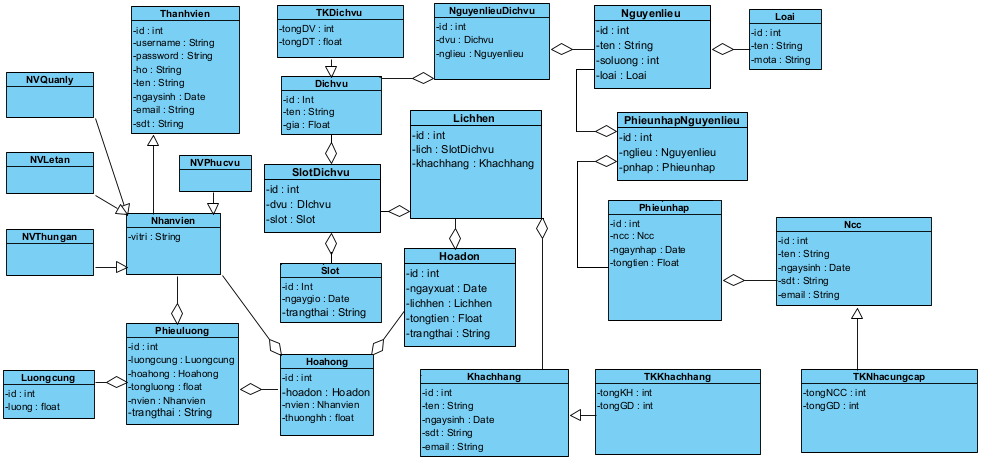 Thanhvien
-id : int
-username : String
-password : String
-ho : String
-ten : String
-ngaysinh : Date
-email : String
-sdt : String
TKDichvu
-tongDV : int
-tongDT : float
NguyenlieuDichvu
-id : int
-dvu : Dichvu
-nglieu : Nguyenlieu
Nguyenlieu
-id : int
-ten : String
-soluong : int
-loai : Loai
Loai
-id : int
-ten : String
-mota : String
NVQuanly
Dichvu
-id : Int
-ten : String
-gia : Float
Lichhen
-id : int
-lich : SlotDichvu
-khachhang : Khachhang
PhieunhapNguyenlieu
-id : int
-nglieu : Nguyenlieu
-pnhap : Phieunhap
NVLetan
NVPhucvu
SlotDichvu
-id : int
-dvu : DIchvu
-slot : Slot
Nhanvien
-vitri : String
NVThungan
Phieunhap
-id : int
-ncc : Ncc
-ngaynhap : Date
-tongtien : Float
Ncc
-id : int
-ten : String
-ngaysinh : Date
-sdt : String
-email : String
Slot
-id : Int
-ngaygio : Date
-trangthai : String
Hoadon
-id : int
-ngayxuat : Date
-lichhen : Lichhen
-tongtien : Float
-trangthai : String
Phieuluong
-id : int
-luongcung : Luongcung
-hoahong : Hoahong
-tongluong : float
-nvien : Nhanvien
-trangthai : String
Luongcung
-id : int
-luong : float
Hoahong
-id : int
-hoadon : Hoadon
-nvien : Nhanvien
-thuonghh : float
Khachhang
-id : int
-ten : String
-ngaysinh : Date
-sdt : String
-email : String
TKKhachhang
-tongKH : int
-tongGD : int
TKNhacungcap
-tongNCC : int
-tongGD : int